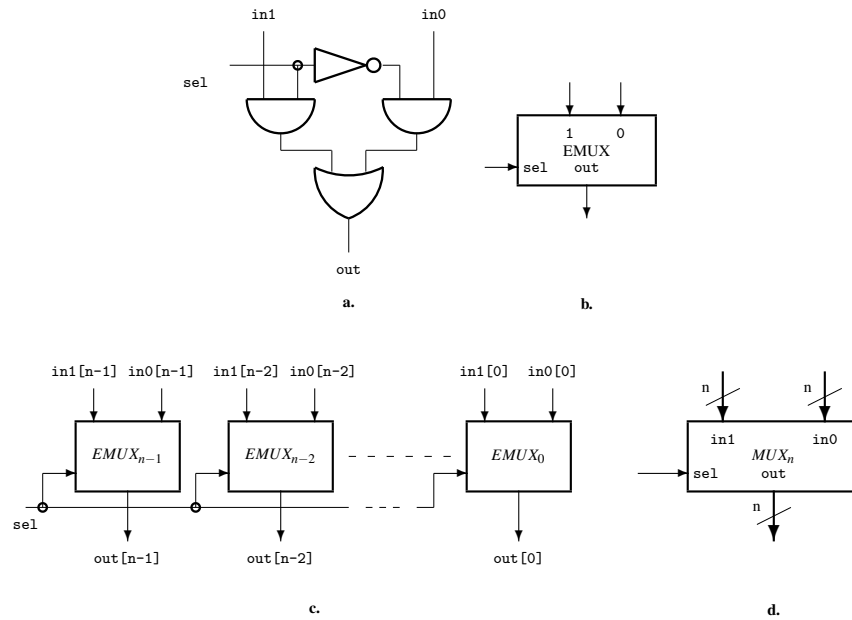 in1 in0
sel
out
a.
1 0
EMUX
sel out
b.
in1[n-1] in0[n-1] in1[n-2] in0[n-2] in1[0] in0[0]
EMUXₙ₋₁ EMUXₙ₋₂ EMUX₀
sel
out[n-1] out[n-2] out[0]
c.
n n
in1 in0
MUXₙ
sel out
n
d.